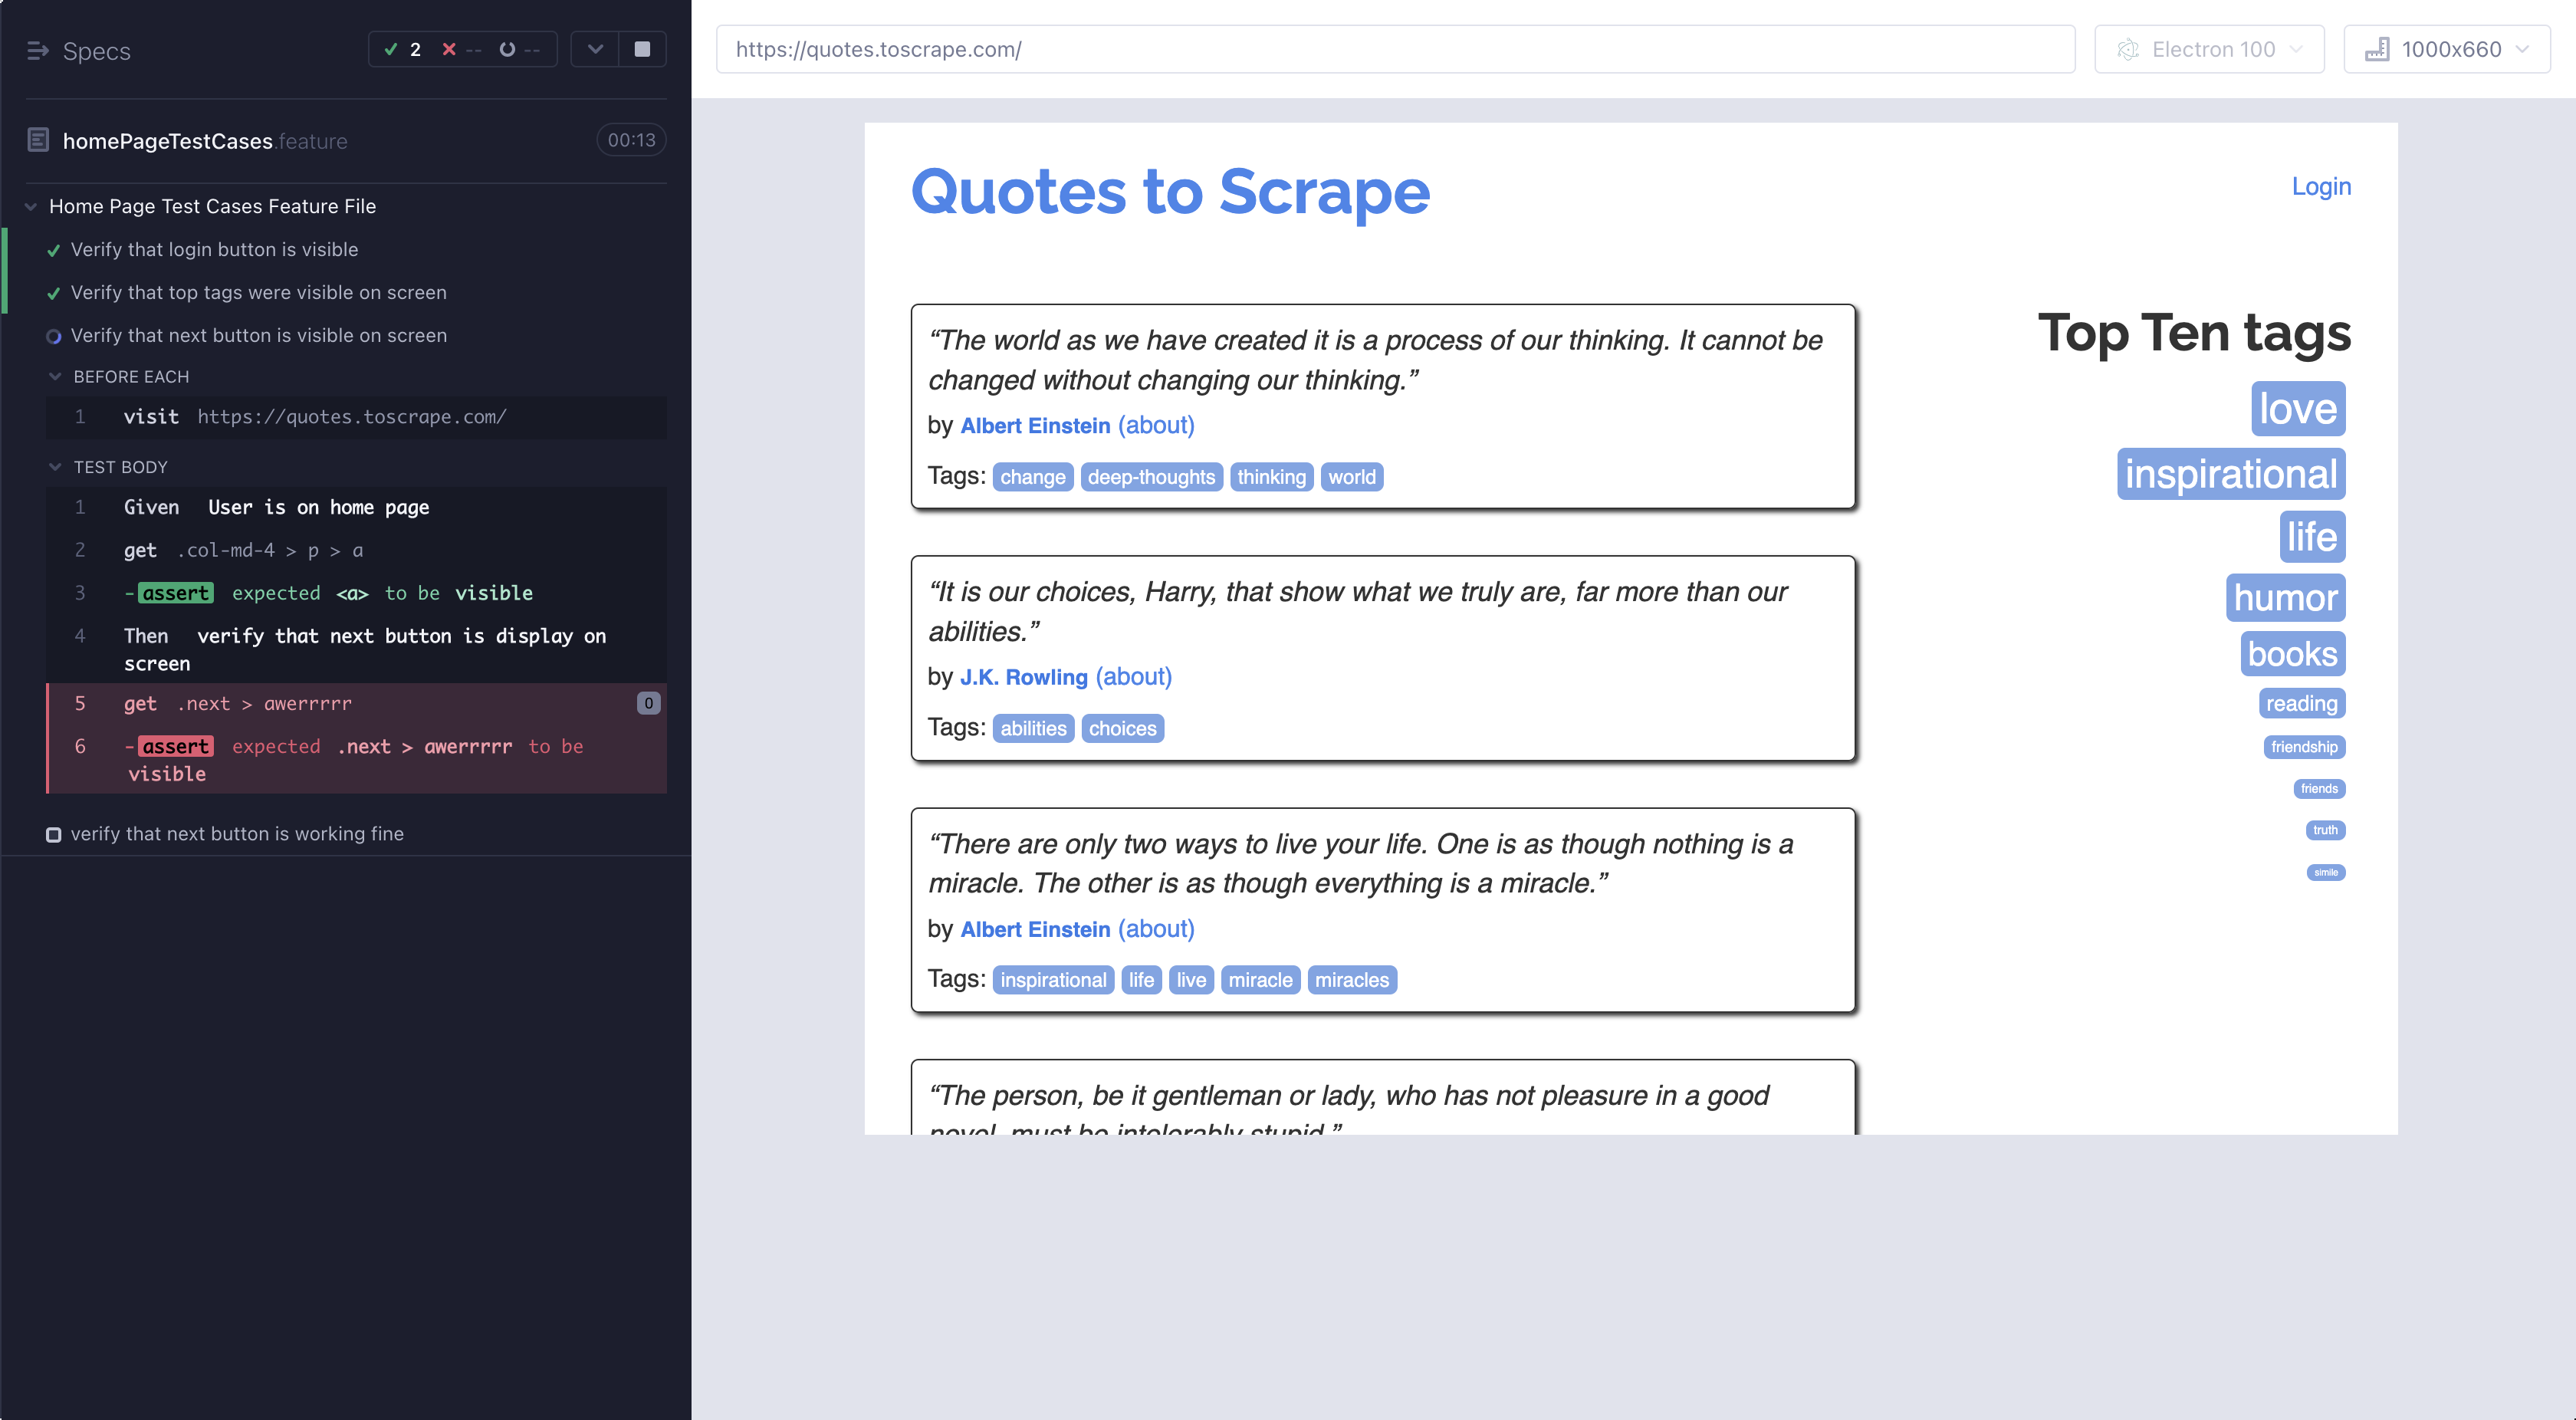 Specs
2 -- --
homePageTestCases.feature 00:13
Home Page Test Cases Feature File
Verify that login button is visible
Verify that top tags were visible on screen
Verify that next button is visible on screen
BEFORE EACH
1 visit https://quotes.toscrape.com/
TEST BODY
1 Given User is on home page
2 get .col-md-4 > p > a
3 -assert expected <a> to be visible
4 Then verify that next button is display on
screen
5 get .next > awerrrrr 0
6 -assert expected .next > awerrrrr to be
visible
verify that next button is working fine
https://quotes.toscrape.com/
Electron 100
1000x660
Quotes to Scrape
Login
“The world as we have created it is a process of our thinking. It cannot be
changed without changing our thinking.”
by Albert Einstein (about)
Tags: change deep-thoughts thinking world
“It is our choices, Harry, that show what we truly are, far more than our
abilities.”
by J.K. Rowling (about)
Tags: abilities choices
“There are only two ways to live your life. One is as though nothing is a
miracle. The other is as though everything is a miracle.”
by Albert Einstein (about)
Tags: inspirational life live miracle miracles
“The person, be it gentleman or lady, who has not pleasure in a good
novel, must be intolerably stupid.”
Top Ten tags
love
inspirational
life
humor
books
reading
friendship
friends
truth
simile